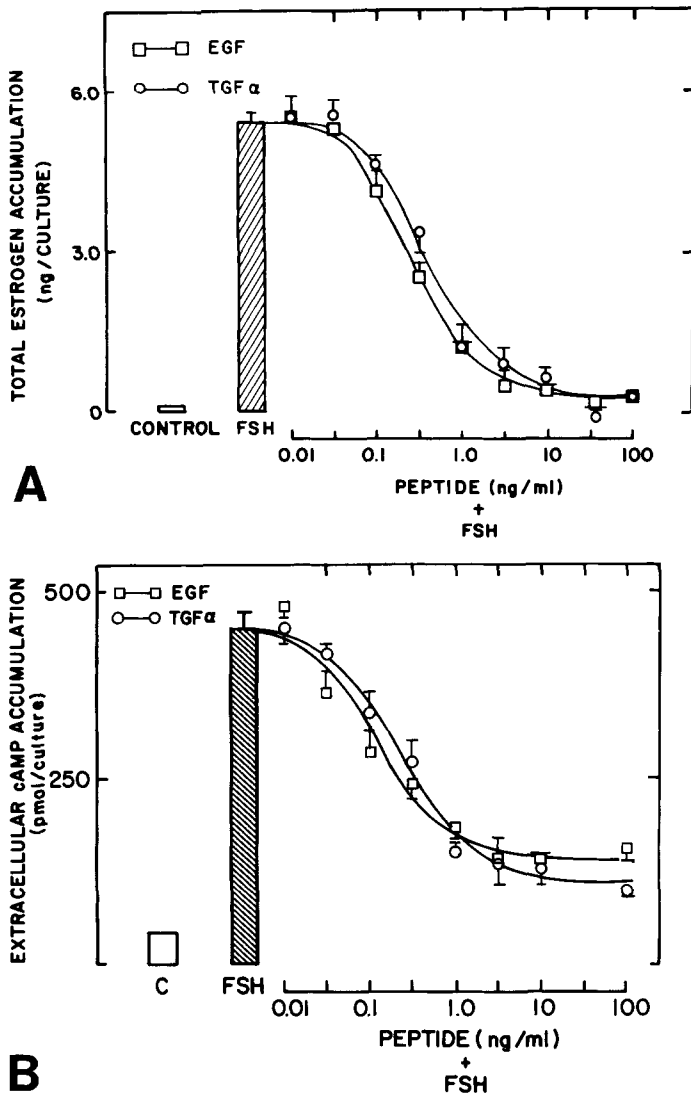 EGF
TGFα
TOTAL ESTROGEN ACCUMULATION
(ng/CULTURE)
6.0
3.0
0
CONTROL
FSH
0.01
0.1
1.0
10
100
PEPTIDE (ng/ml)
+
FSH
A
EGF
TGFα
EXTRACELLULAR cAMP ACCUMULATION
(pmol/culture)
500
250
C
FSH
0.01
0.1
1.0
10
100
PEPTIDE (ng/ml)
+
FSH
B